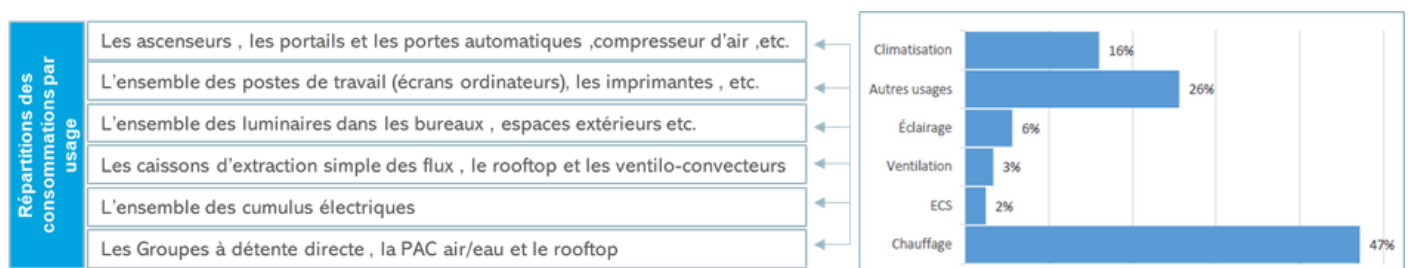 Répartitions des
consommations par
usage
Les ascenseurs , les portails et les portes automatiques ,compresseur d'air ,etc.
L'ensemble des postes de travail (écrans ordinateurs), les imprimantes , etc.
L'ensemble des luminaires dans les bureaux , espaces extérieurs etc.
Les caissons d'extraction simple des flux , le rooftop et les ventilo-convecteurs
L'ensemble des cumulus électriques
Les Groupes à détente directe , la PAC air/eau et le rooftop
Climatisation 16%
Autres usages 26%
Éclairage 6%
Ventilation 3%
ECS 2%
Chauffage 47%